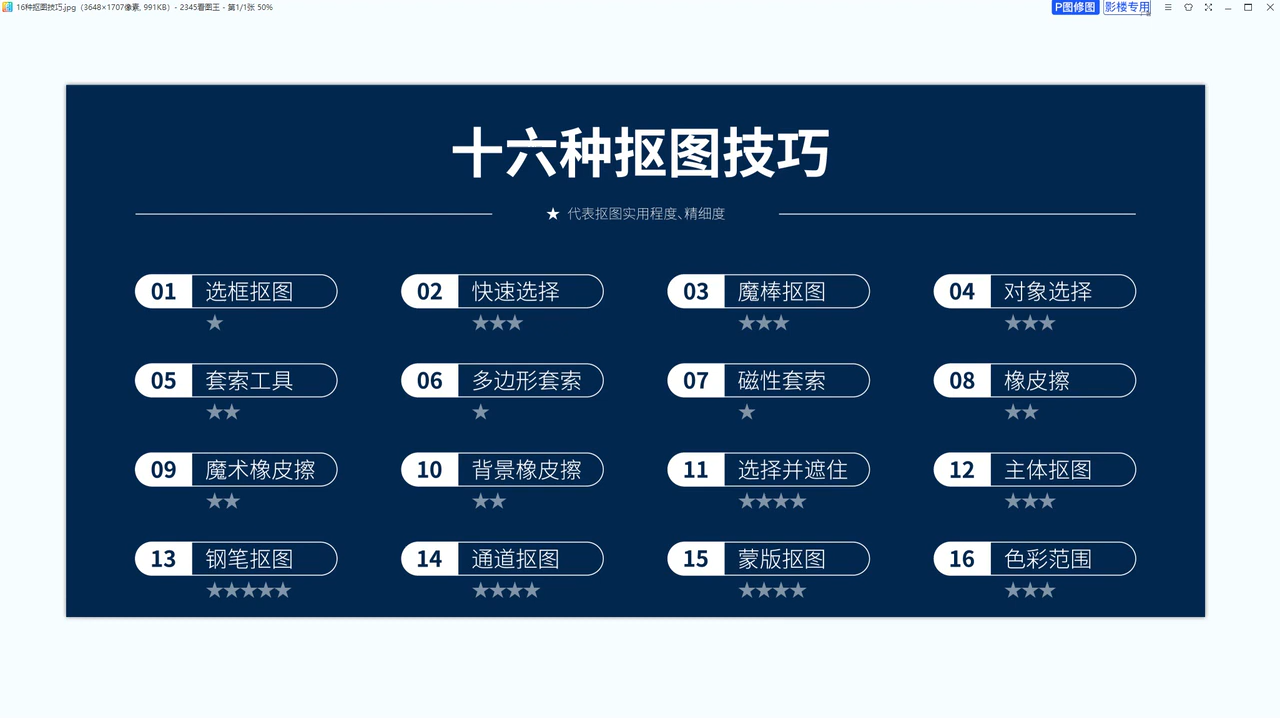 16种抠图技巧.jpg（3648×1707像素, 991KB）- 2345看图王 - 第1/1张 50%
P图修图 影楼专用
十六种抠图技巧
★ 代表抠图实用程度、精细度
01 选框抠图 02 快速选择 03 魔棒抠图 04 对象选择
★ ★★★ ★★★ ★★★
05 套索工具 06 多边形套索 07 磁性套索 08 橡皮擦
★★ ★ ★ ★★
09 魔术橡皮擦 10 背景橡皮擦 11 选择并遮住 12 主体抠图
★★ ★★ ★★★★ ★★★
13 钢笔抠图 14 通道抠图 15 蒙版抠图 16 色彩范围
★★★★★ ★★★★ ★★★★ ★★★